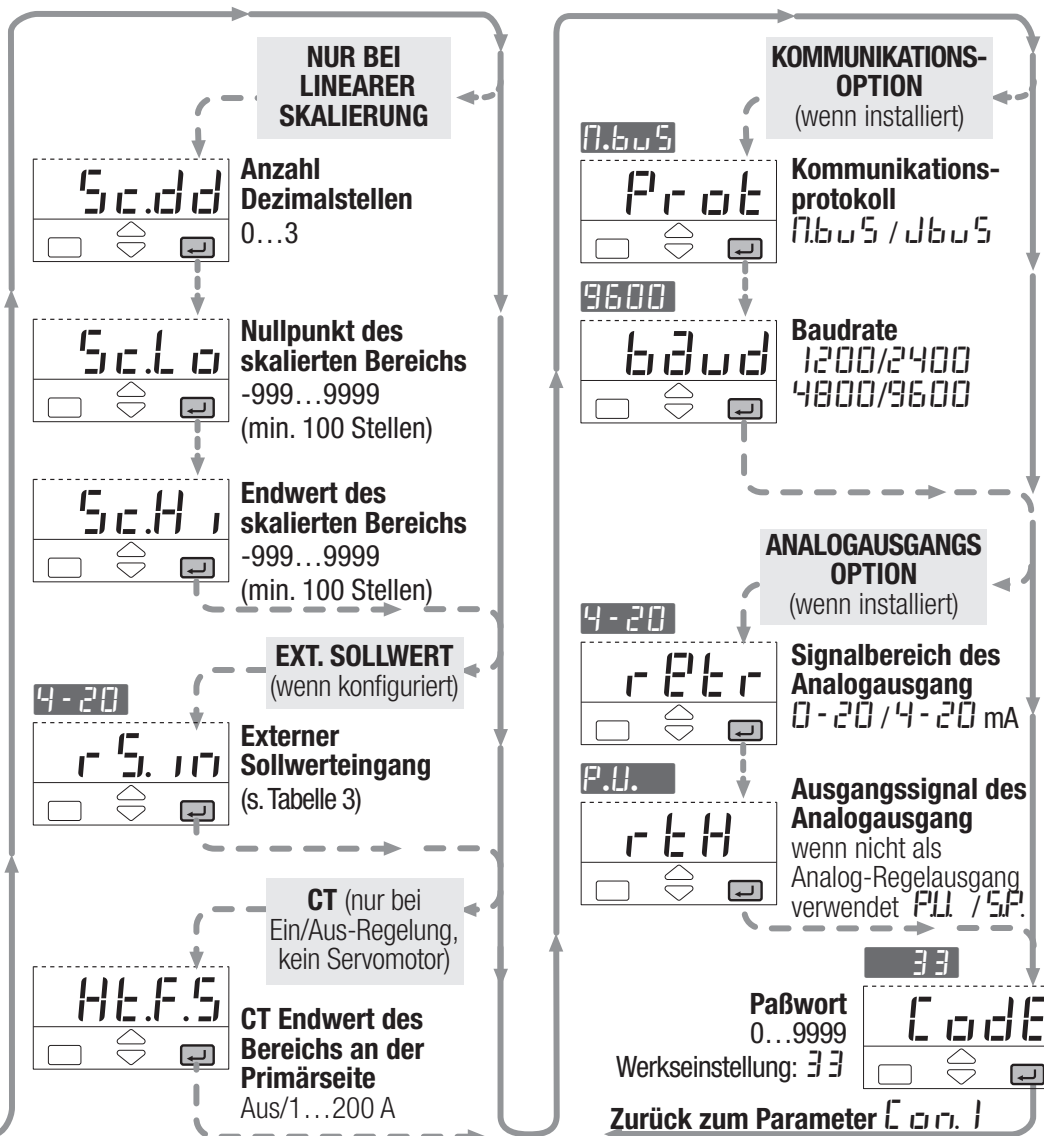 NUR BEI
LINEARER
SKALIERUNG
Sc.dd
Anzahl
Dezimalstellen
0…3
Sc.Lo
Nullpunkt des
skalierten Bereichs
-999…9999
(min. 100 Stellen)
Sc.Hi
Endwert des
skalierten Bereichs
-999…9999
(min. 100 Stellen)
EXT. SOLLWERT
(wenn konfiguriert)
4-20
rS.in
Externer
Sollwerteingang
(s. Tabelle 3)
CT (nur bei
Ein/Aus-Regelung,
kein Servomotor)
Ht.F.S
CT Endwert des
Bereichs an der
Primärseite
Aus/1…200 A
KOMMUNIKATIONS-
OPTION
(wenn installiert)
M.buS
Prot
Kommunikations-
protokoll
M.buS / JbuS
9600
baud
Baudrate
1200/2400
4800/9600
ANALOGAUSGANGS
OPTION
(wenn installiert)
4-20
retr
Signalbereich des
Analogausgang
0-20 / 4-20 mA
P.V.
rtH
Ausgangssignal des
Analogausgang
wenn nicht als
Analog-Regelausgang
verwendet P.V. / S.P.
33
CodE
Paßwort
0…9999
Werkseinstellung: 33
Zurück zum Parameter Con.1